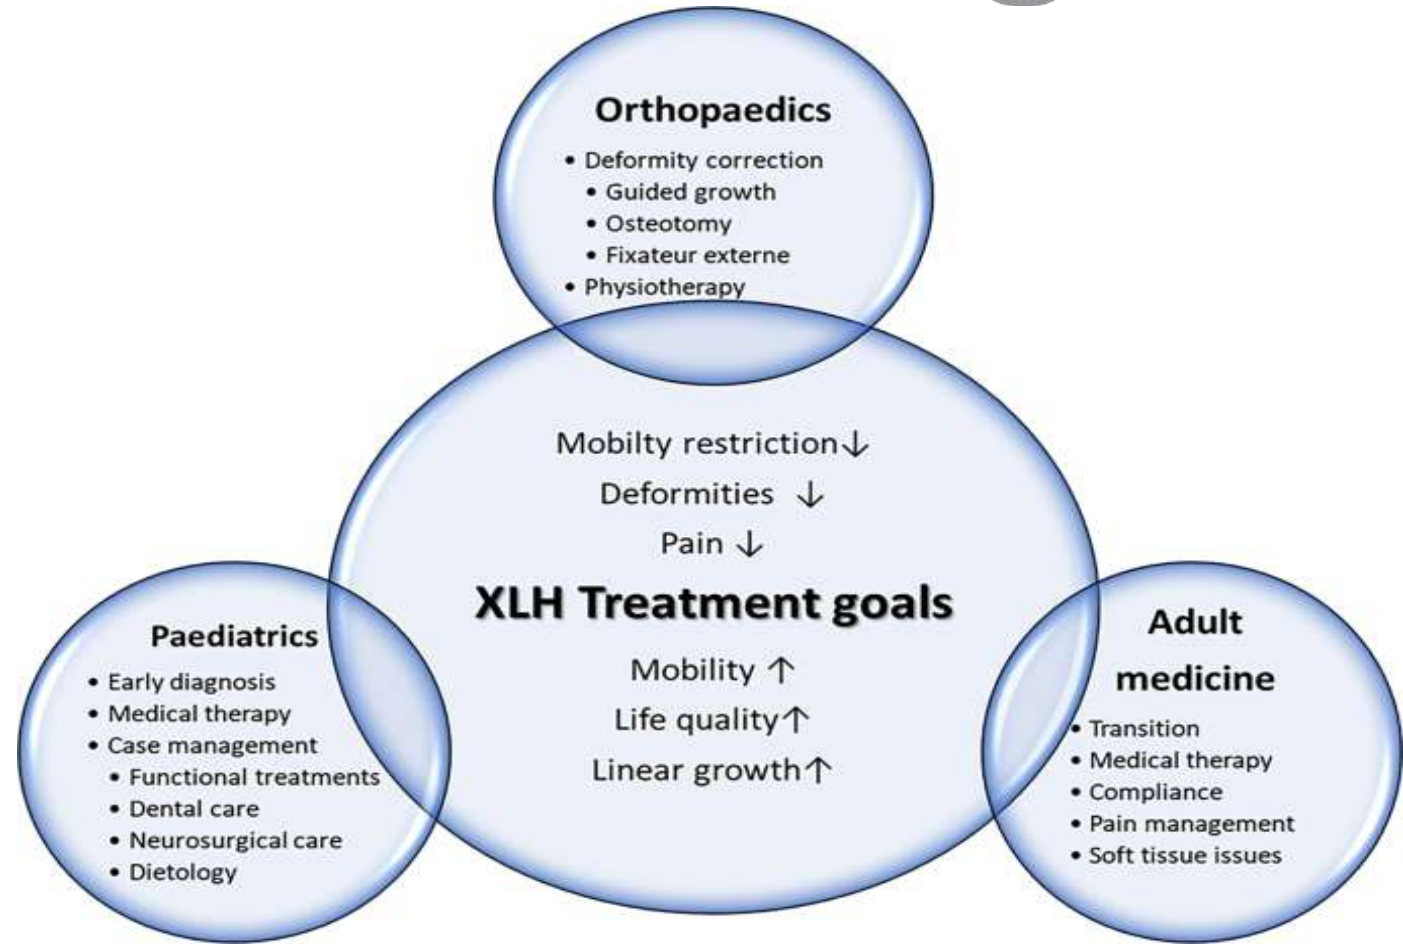 Orthopaedics
• Deformity correction
• Guided growth
• Osteotomy
• Fixateur externe
• Physiotherapy
Mobilty restriction↓
Deformities ↓
Pain ↓
XLH Treatment goals
Mobility ↑
Life quality↑
Linear growth↑
Paediatrics
• Early diagnosis
• Medical therapy
• Case management
• Functional treatments
• Dental care
• Neurosurgical care
• Dietology
Adult
medicine
• Transition
• Medical therapy
• Compliance
• Pain management
• Soft tissue issues